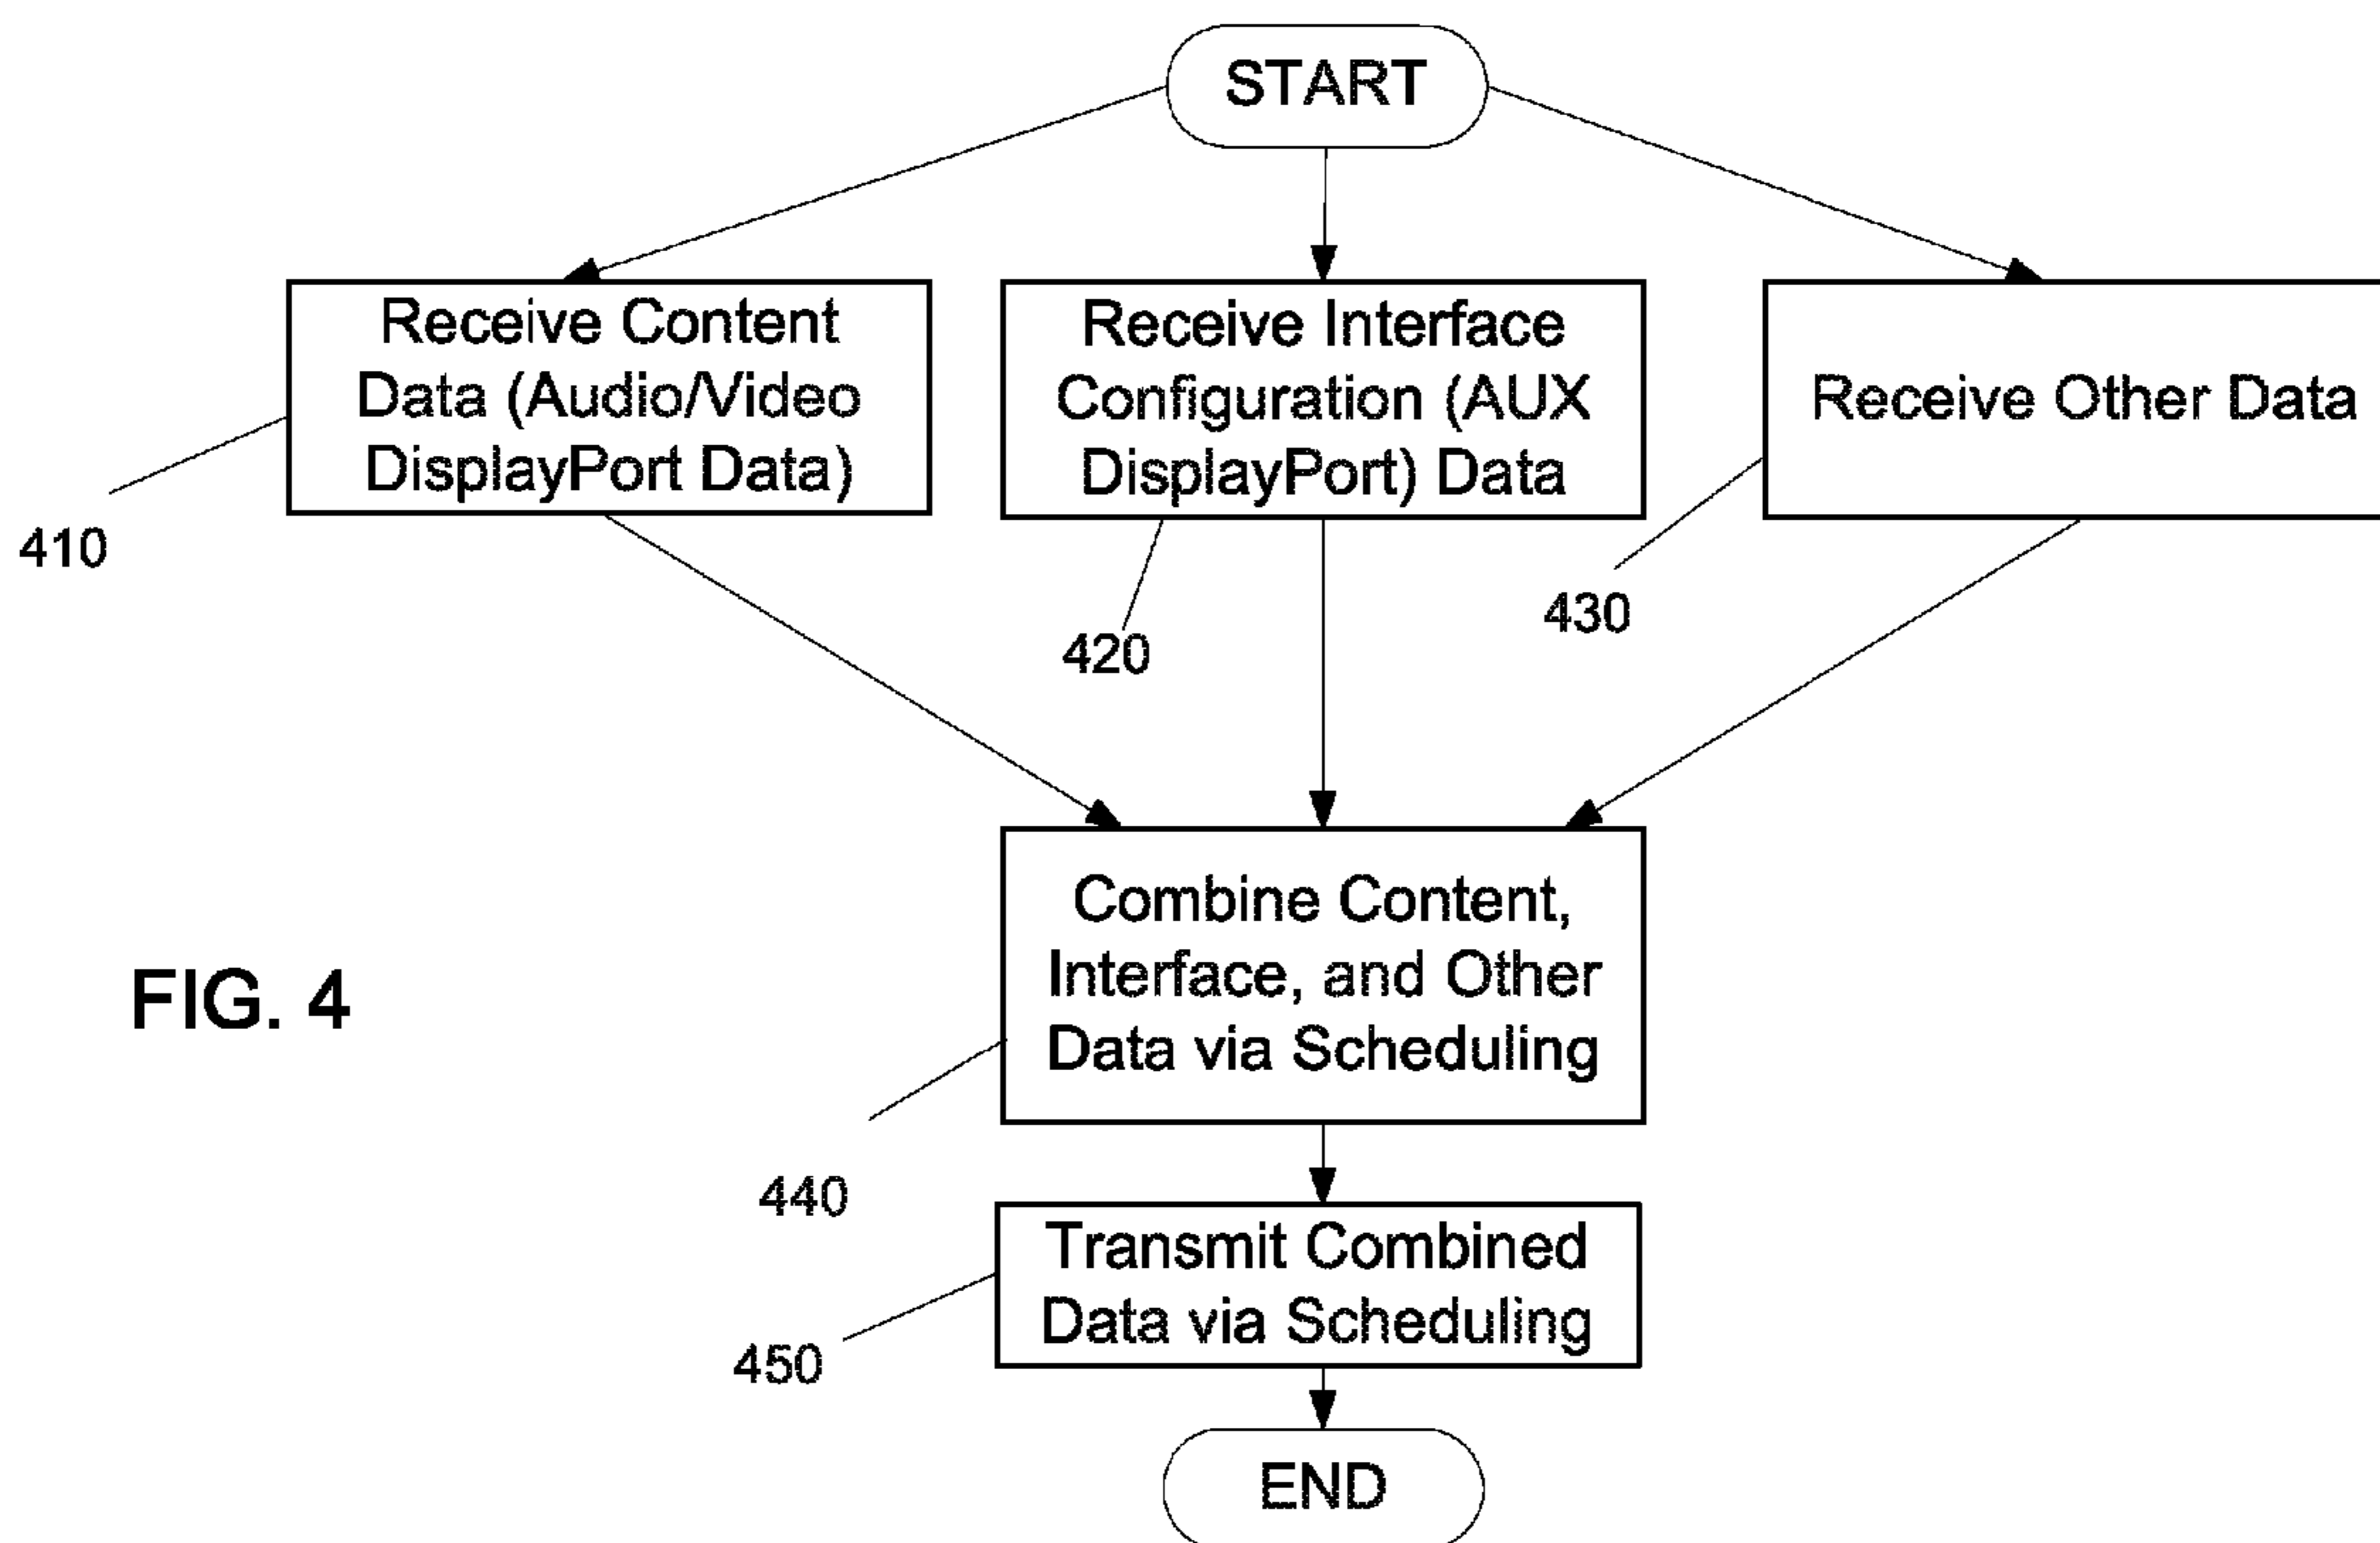 START
Receive Content
Data (Audio/Video
DisplayPort Data)
Receive Interface
Configuration (AUX
DisplayPort) Data
Receive Other Data
410
420
430
Combine Content,
Interface, and Other
Data via Scheduling
FIG. 4
440
Transmit Combined
Data via Scheduling
450
END